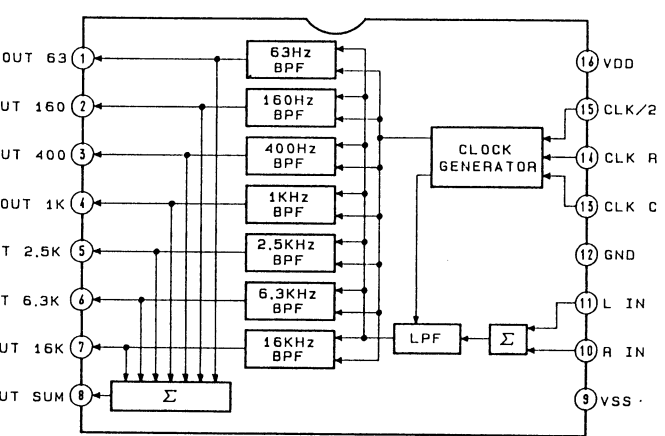 OUT 63 1
63Hz
BPF
16 VDD
UT 160 2
160Hz
BPF
15 CLK/2
UT 400 3
400Hz
BPF
CLOCK
GENERATOR
14 CLK R
OUT 1K 4
1KHz
BPF
13 CLK C
T 2.5K 5
2.5KHz
BPF
12 GND
T 6.3K 6
6.3KHz
BPF
11 L IN
UT 16K 7
16KHz
BPF
LPF
Σ
10 R IN
UT SUM 8
Σ
9 VSS